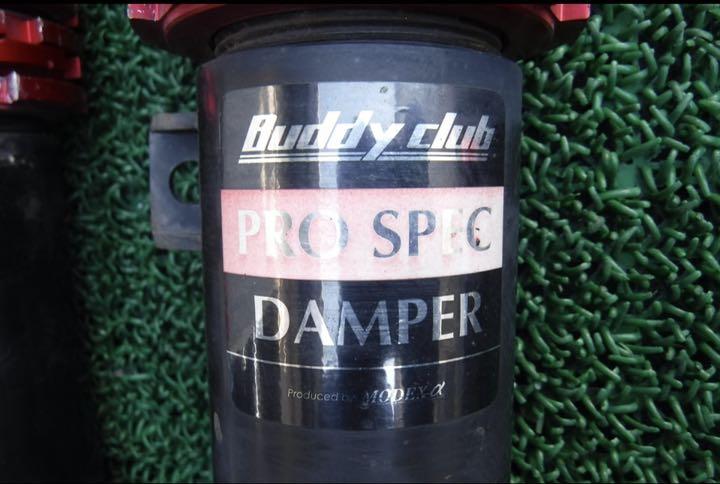 Buddy club
PRO SPEC
DAMPER
Produced by MODEX-α